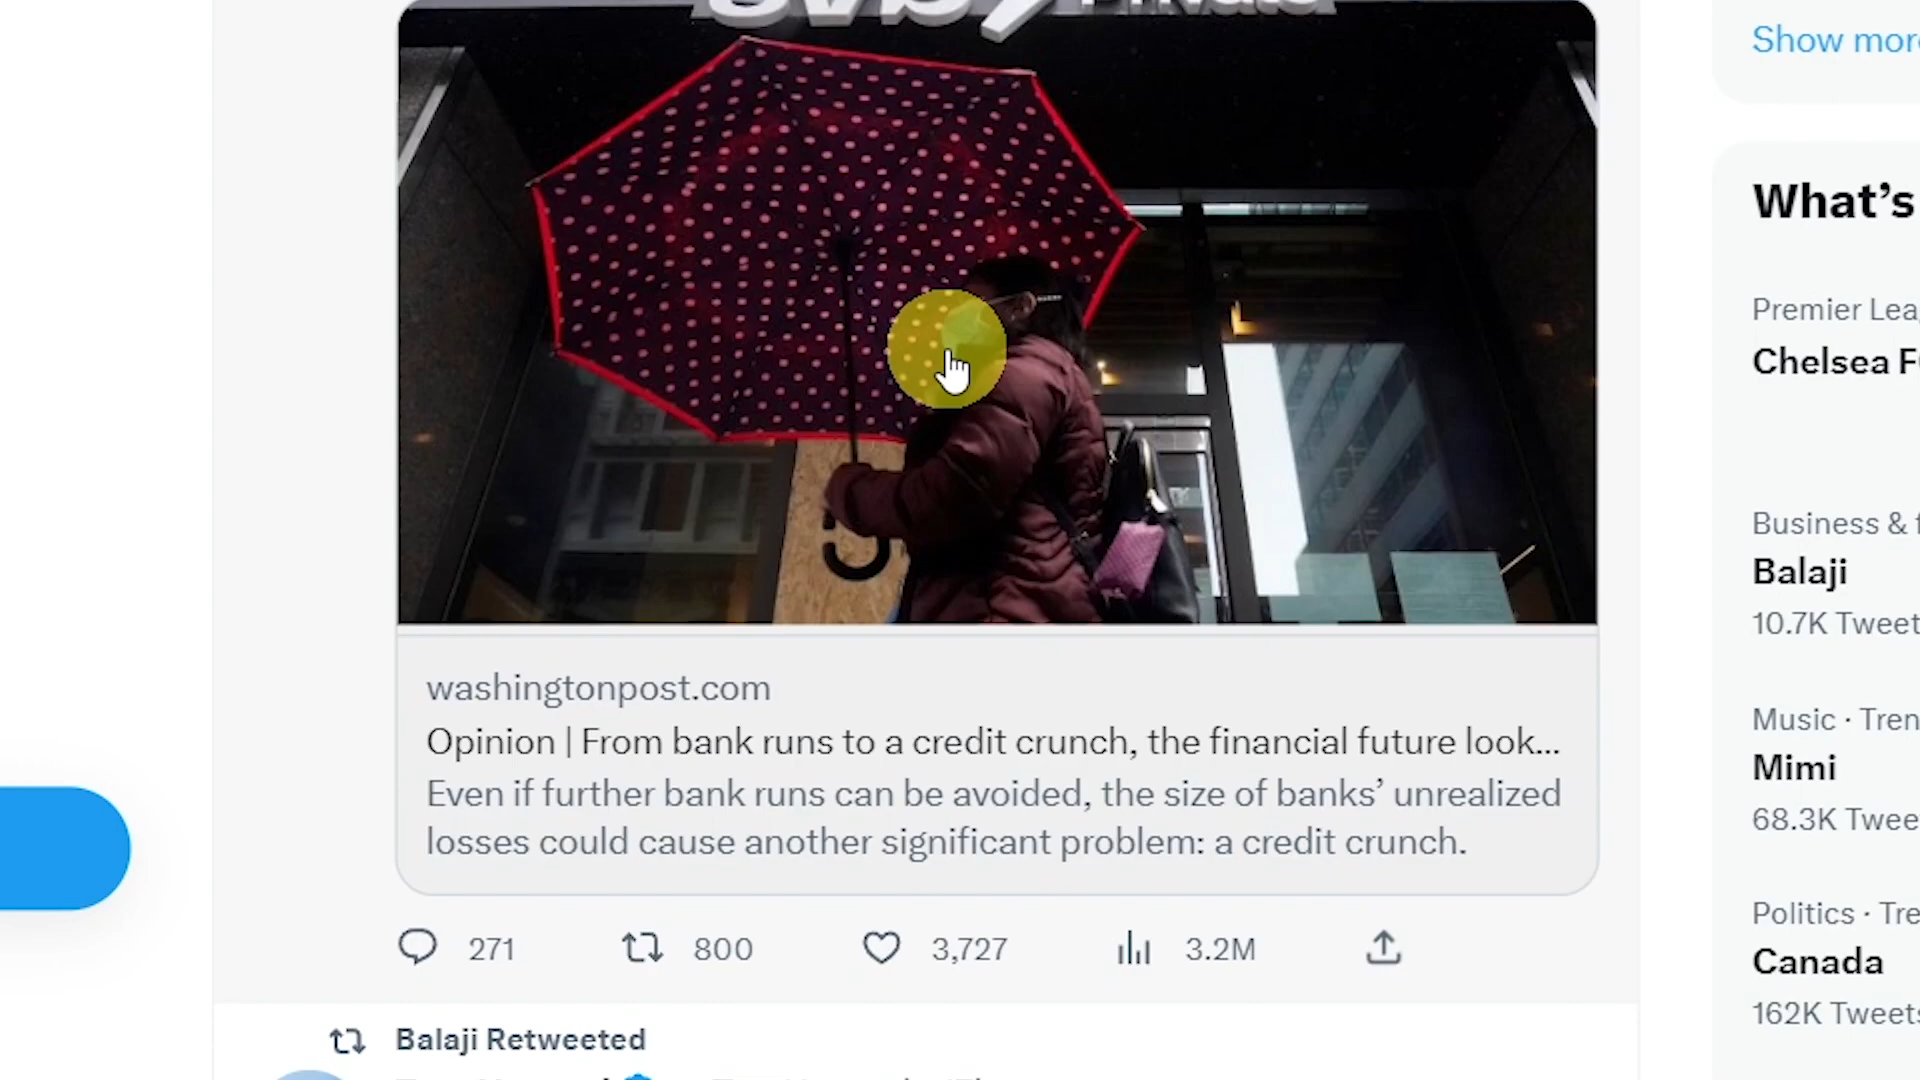 Private
Show more
What's
Premier Lea
Chelsea F
Business & f
Balaji
10.7K Tweet
Music · Tren
Mimi
68.3K Twee
Politics · Tre
Canada
162K Tweets
washingtonpost.com
Opinion | From bank runs to a credit crunch, the financial future look...
Even if further bank runs can be avoided, the size of banks’ unrealized
losses could cause another significant problem: a credit crunch.
271
800
3,727
3.2M
Balaji Retweeted